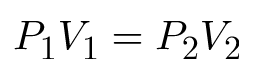 P₁V₁ = P₂V₂